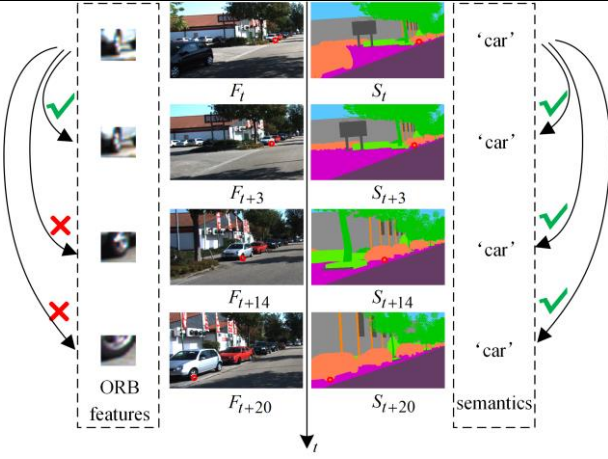 F_t
S_t
'car'
F_{t+3}
S_{t+3}
'car'
F_{t+14}
S_{t+14}
'car'
F_{t+20}
S_{t+20}
'car'
ORB
features
semantics
t